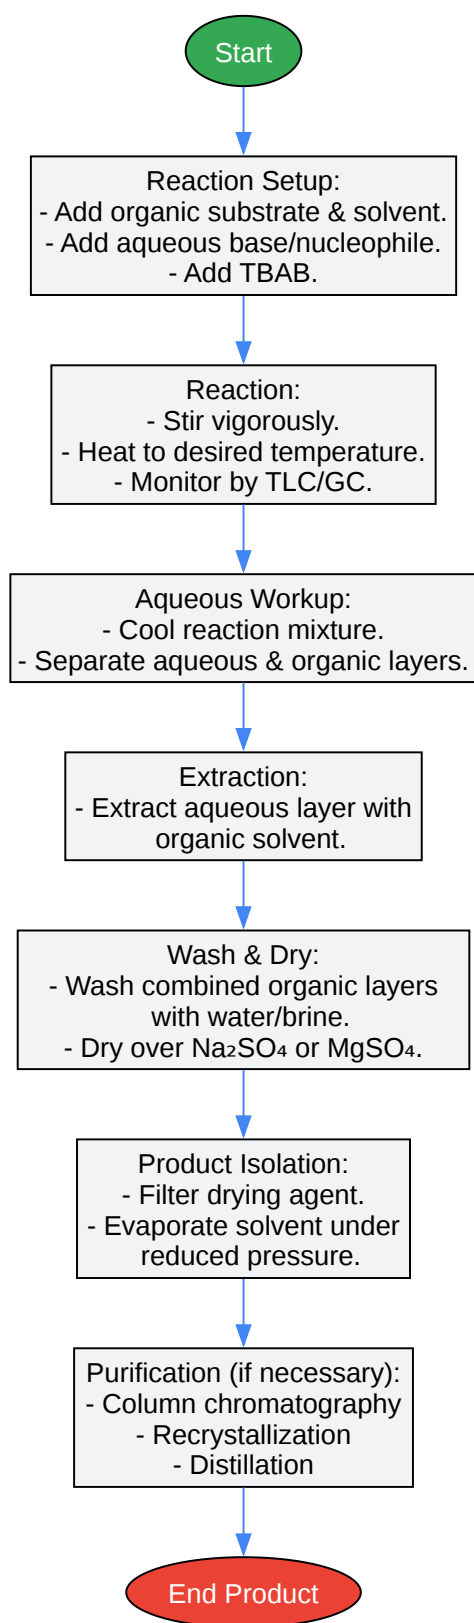 Start
Reaction Setup:
- Add organic substrate & solvent.
- Add aqueous base/nucleophile.
- Add TBAB.
Reaction:
- Stir vigorously.
- Heat to desired temperature.
- Monitor by TLC/GC.
Aqueous Workup:
- Cool reaction mixture.
- Separate aqueous & organic layers.
Extraction:
- Extract aqueous layer with
organic solvent.
Wash & Dry:
- Wash combined organic layers
with water/brine.
- Dry over Na₂SO₄ or MgSO₄.
Product Isolation:
- Filter drying agent.
- Evaporate solvent under
reduced pressure.
Purification (if necessary):
- Column chromatography
- Recrystallization
- Distillation
End Product